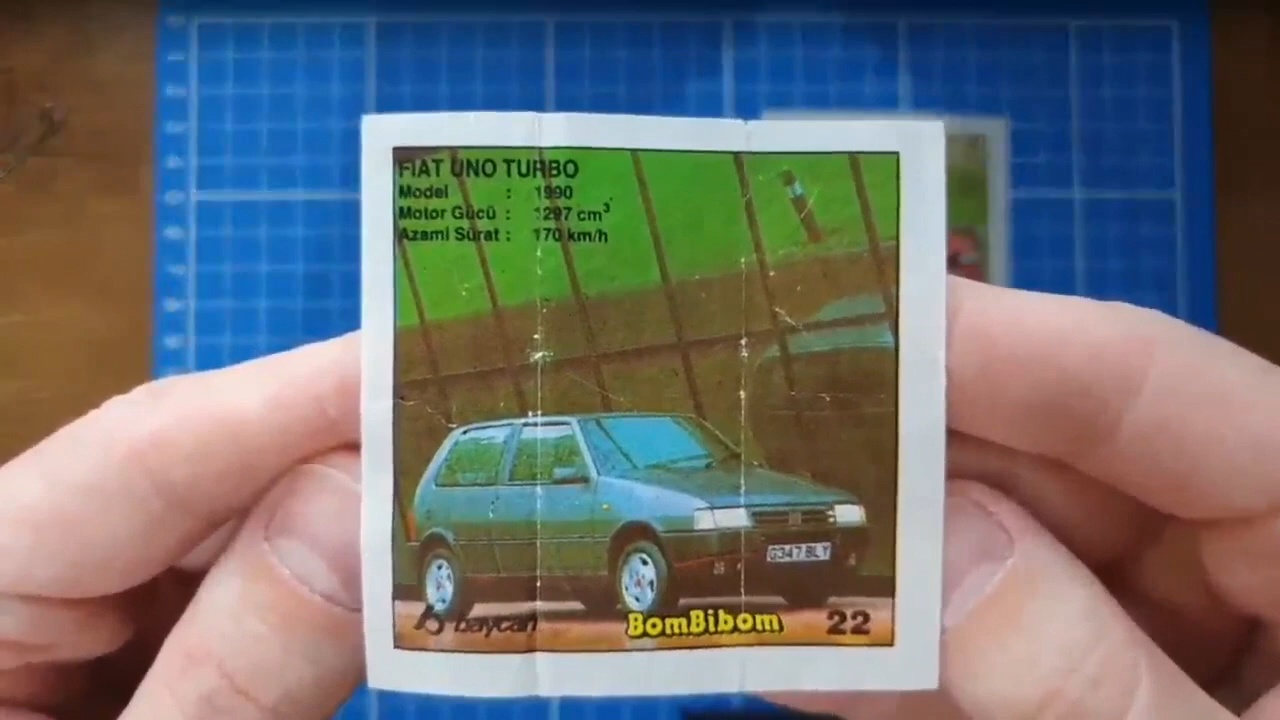 FIAT UNO TURBO
Model : 1990
Motor Gücü : 1297 cm³
Azami Sürat : 170 km/h
G347 BLY
baycan
BomBibom
22